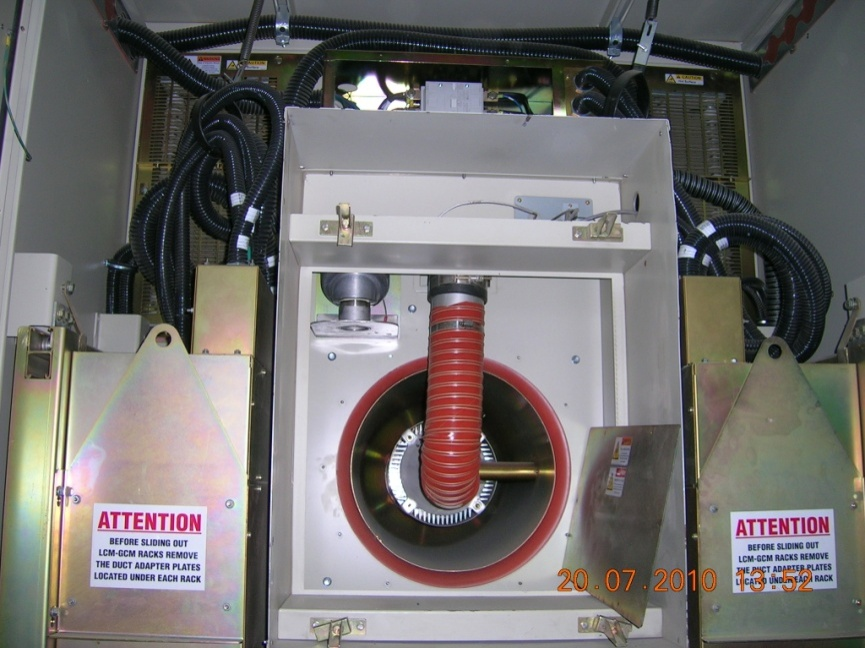 CAUTION
ATTENTION
BEFORE SLIDING OUT
LCM-GCM RACKS REMOVE
THE DUCT ADAPTER PLATES
LOCATED UNDER EACH RACK
ATTENTION
BEFORE SLIDING OUT
LCM-GCM RACKS REMOVE
THE DUCT ADAPTER PLATES
LOCATED UNDER EACH RACK
20.07.2010 13:52